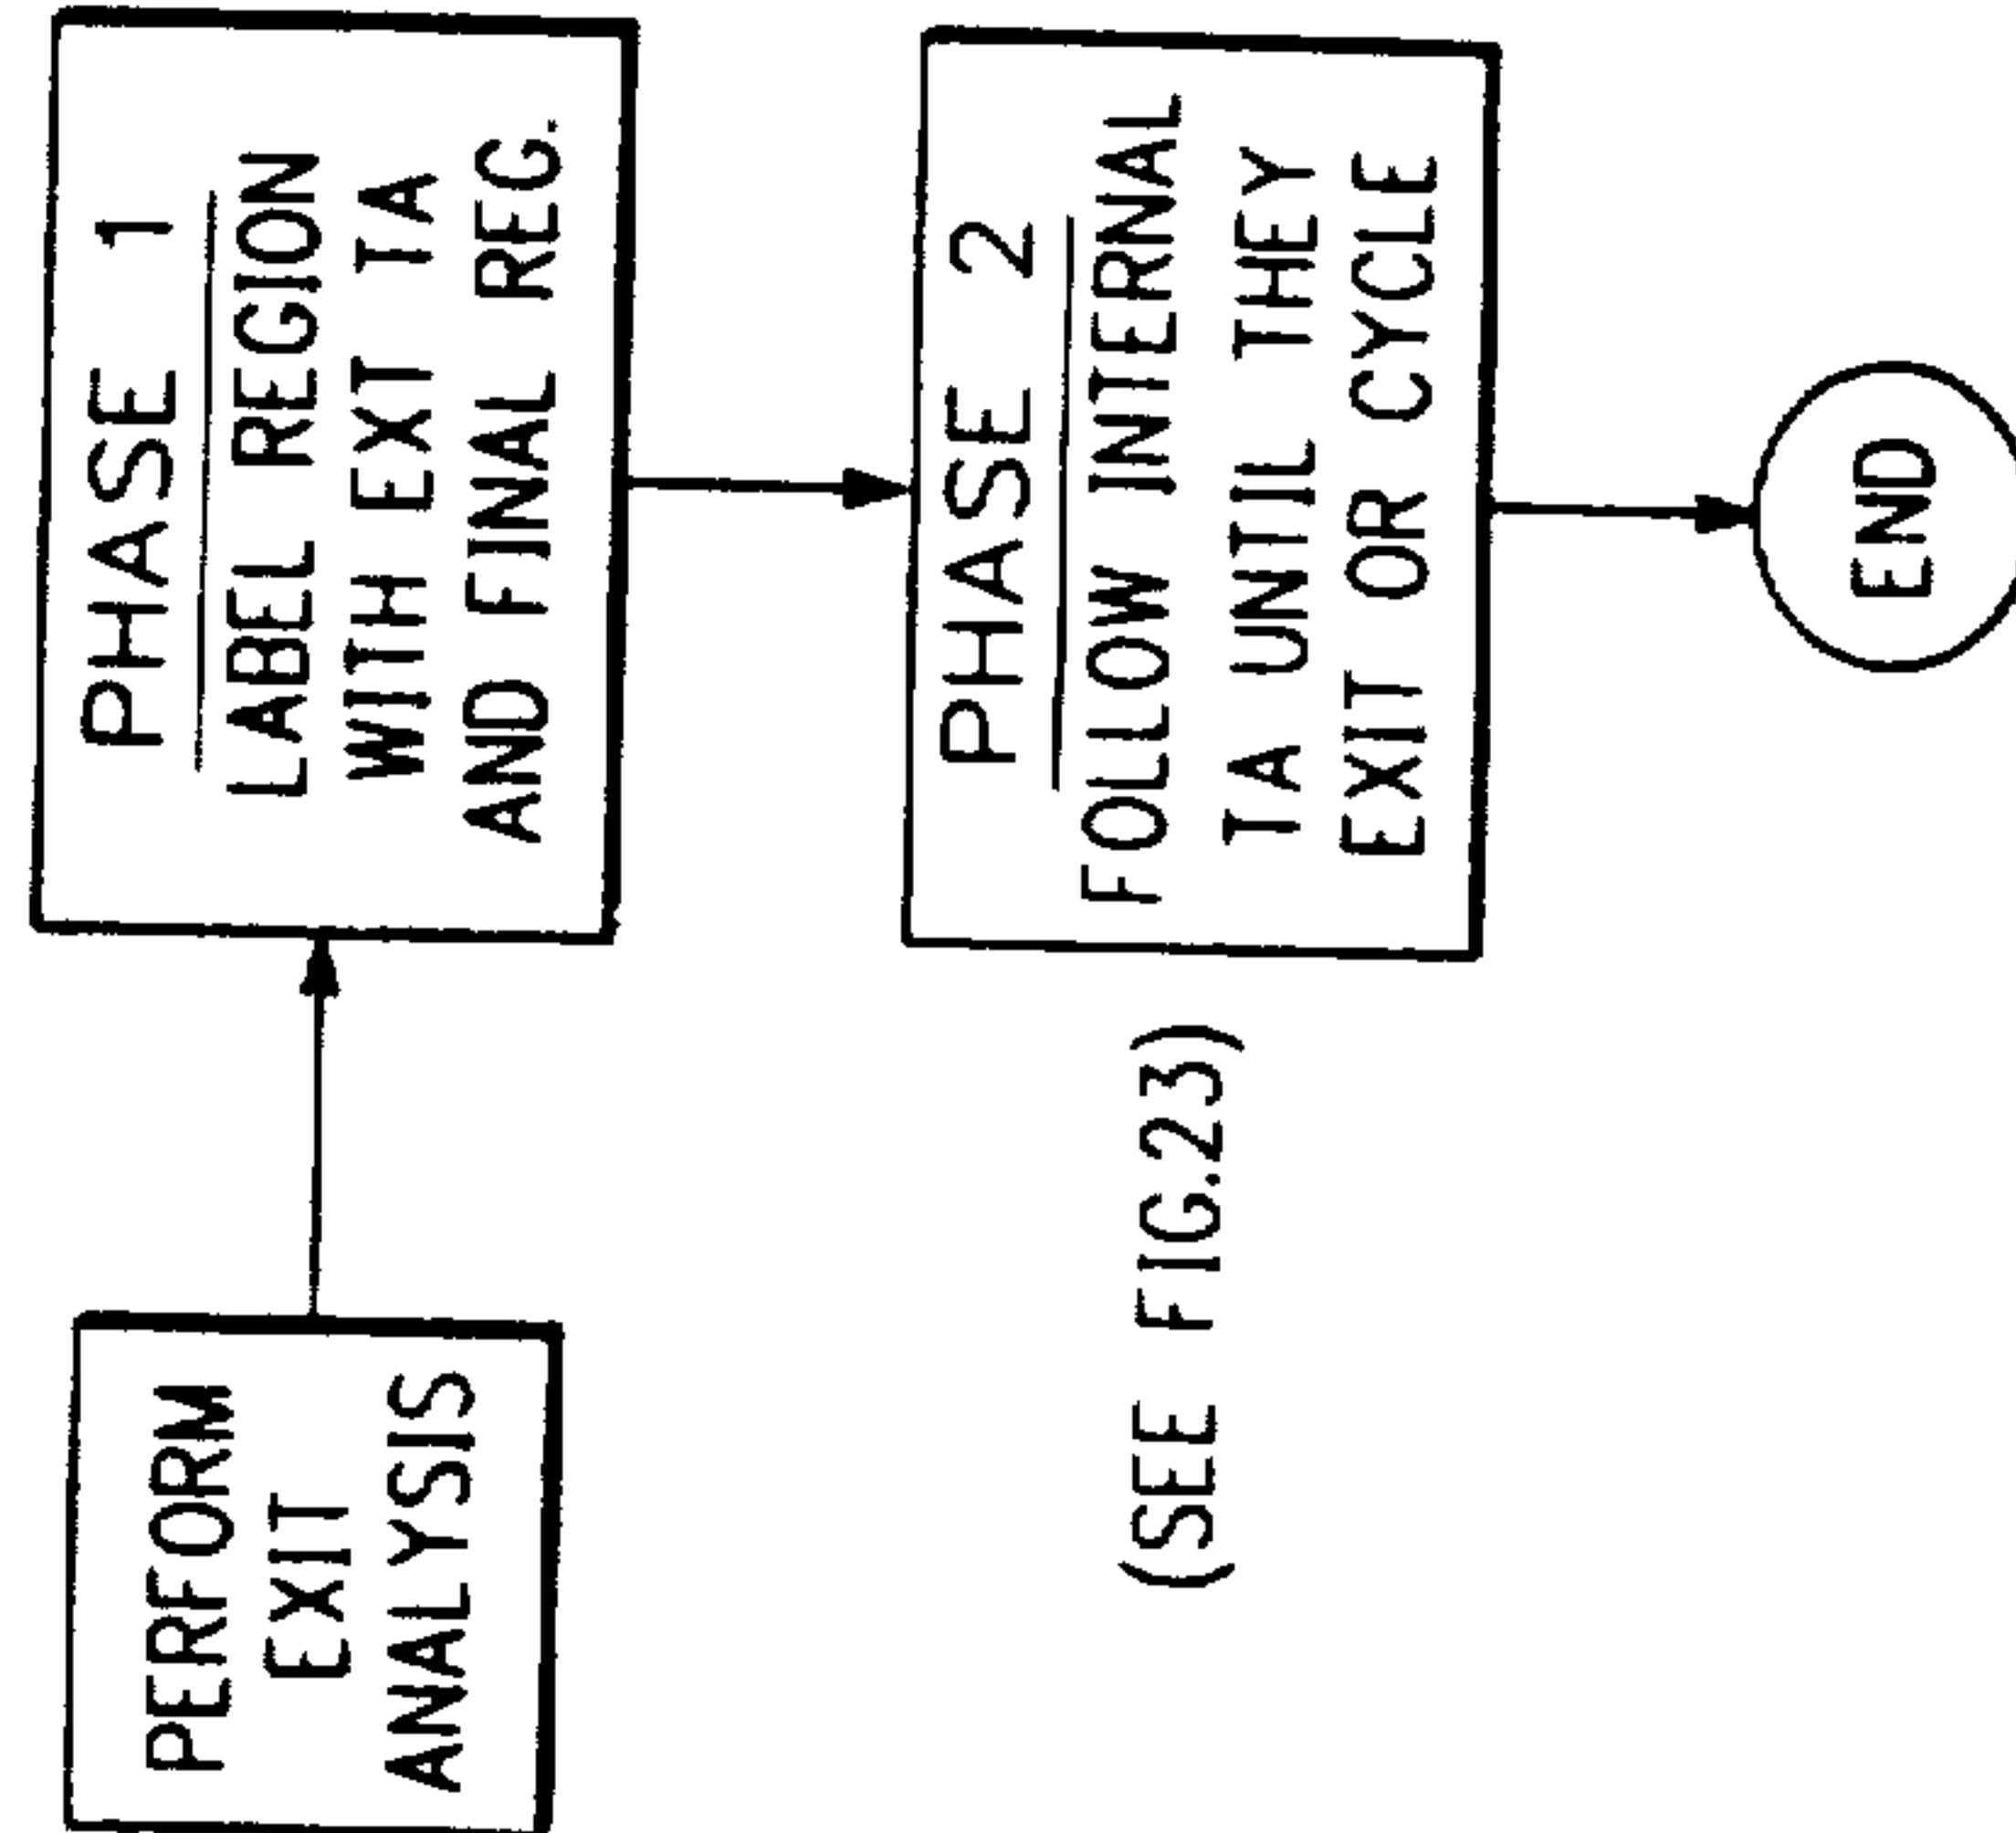 PERFORM
EXIT
ANALYSIS
PHASE 1
LABEL REGION
WITH EXT TA
AND FINAL REG.
(SEE FIG.23)
PHASE 2
FOLLOW INTERNAL
TA UNTIL THEY
EXIT OR CYCLE
END